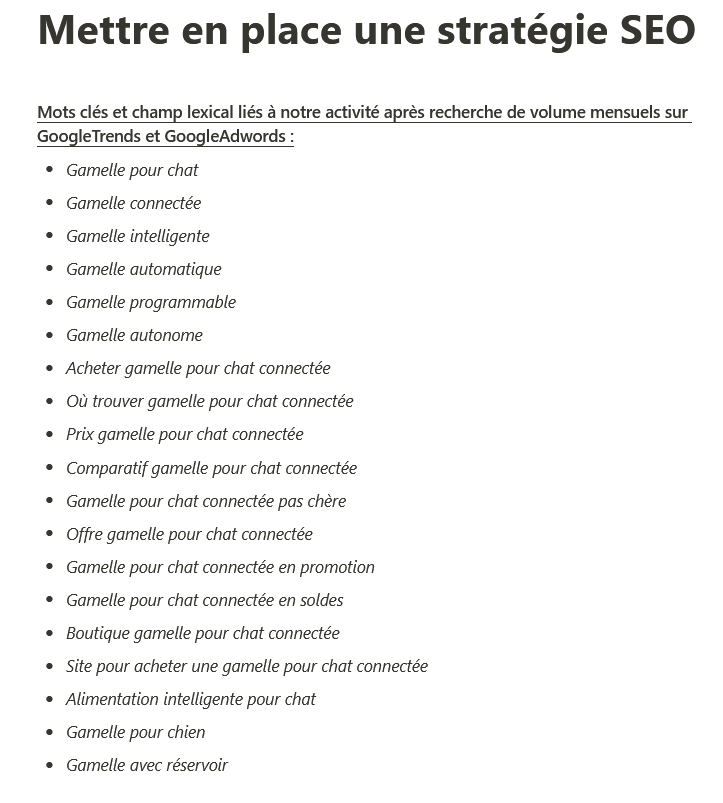 Mettre en place une stratégie SEO
Mots clés et champ lexical liés à notre activité après recherche de volume mensuels sur
GoogleTrends et GoogleAdwords :
• Gamelle pour chat
• Gamelle connectée
• Gamelle intelligente
• Gamelle automatique
• Gamelle programmable
• Gamelle autonome
• Acheter gamelle pour chat connectée
• Où trouver gamelle pour chat connectée
• Prix gamelle pour chat connectée
• Comparatif gamelle pour chat connectée
• Gamelle pour chat connectée pas chère
• Offre gamelle pour chat connectée
• Gamelle pour chat connectée en promotion
• Gamelle pour chat connectée en soldes
• Boutique gamelle pour chat connectée
• Site pour acheter une gamelle pour chat connectée
• Alimentation intelligente pour chat
• Gamelle pour chien
• Gamelle avec réservoir